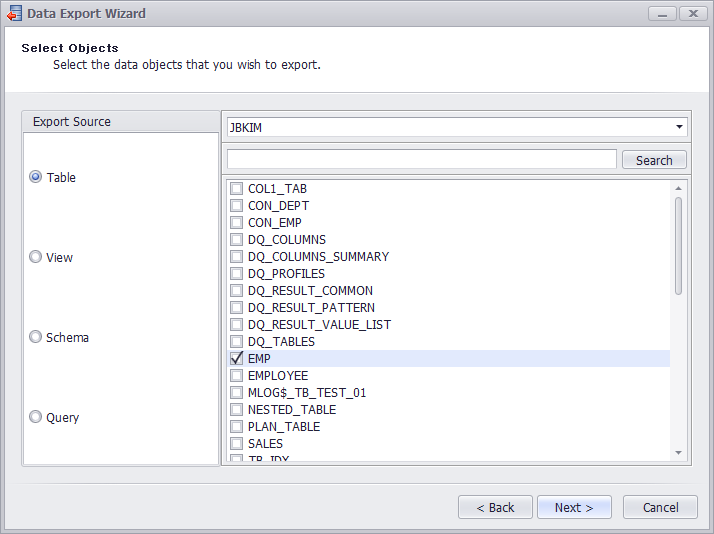 Data Export Wizard
Select Objects
Select the data objects that you wish to export.
Export Source
Table
View
Schema
Query
JBKIM
Search
COL1_TAB
CON_DEPT
CON_EMP
DQ_COLUMNS
DQ_COLUMNS_SUMMARY
DQ_PROFILES
DQ_RESULT_COMMON
DQ_RESULT_PATTERN
DQ_RESULT_VALUE_LIST
DQ_TABLES
EMP
EMPLOYEE
MLOG$_TB_TEST_01
NESTED_TABLE
PLAN_TABLE
SALES
TB_IDX
< Back
Next >
Cancel